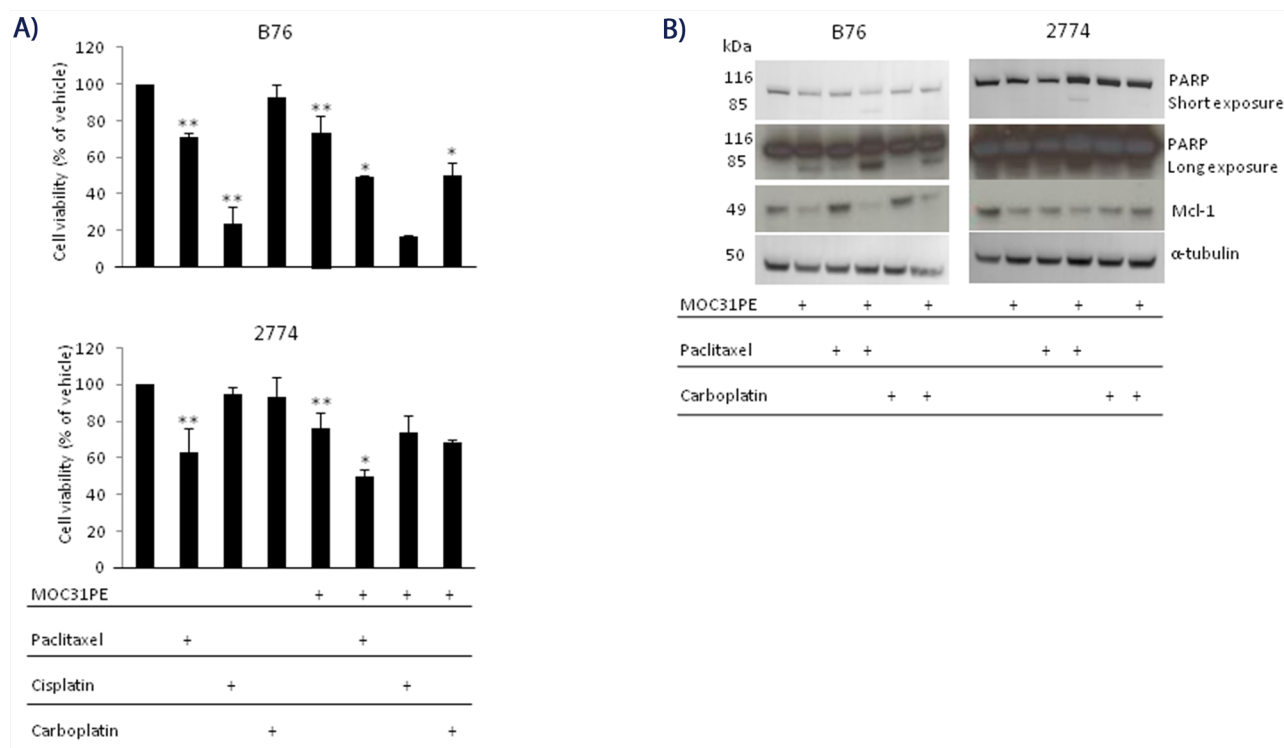 A)
B76
120
100
80
60
40
20
0
Cell viability (% of vehicle)
**
**
**
*
*
2774
120
100
80
60
40
20
0
Cell viability (% of vehicle)
**
**
*
MOC31PE + + + +
Paclitaxel + +
Cisplatin + +
Carboplatin + +
B)
kDa B76 2774
116
85
PARP
Short exposure
116
85
PARP
Long exposure
49 Mcl-1
50 α-tubulin
MOC31PE + + + + + +
Paclitaxel + + + +
Carboplatin + + + +